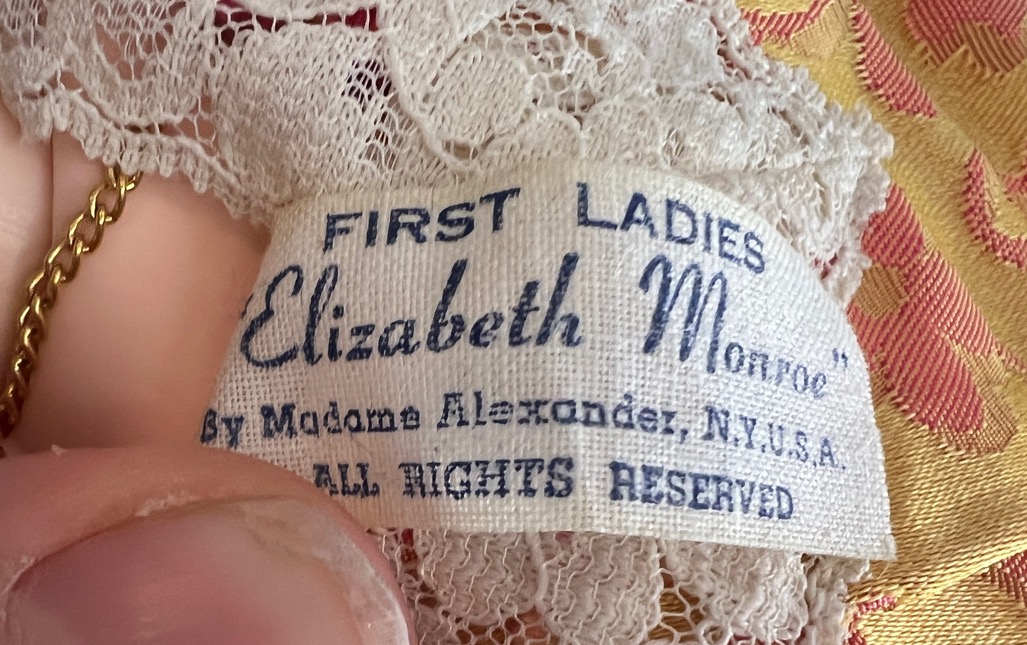 FIRST LADIES
Elizabeth Monroe"
By Madame Alexander, N.Y.U.S.A.
ALL RIGHTS RESERVED